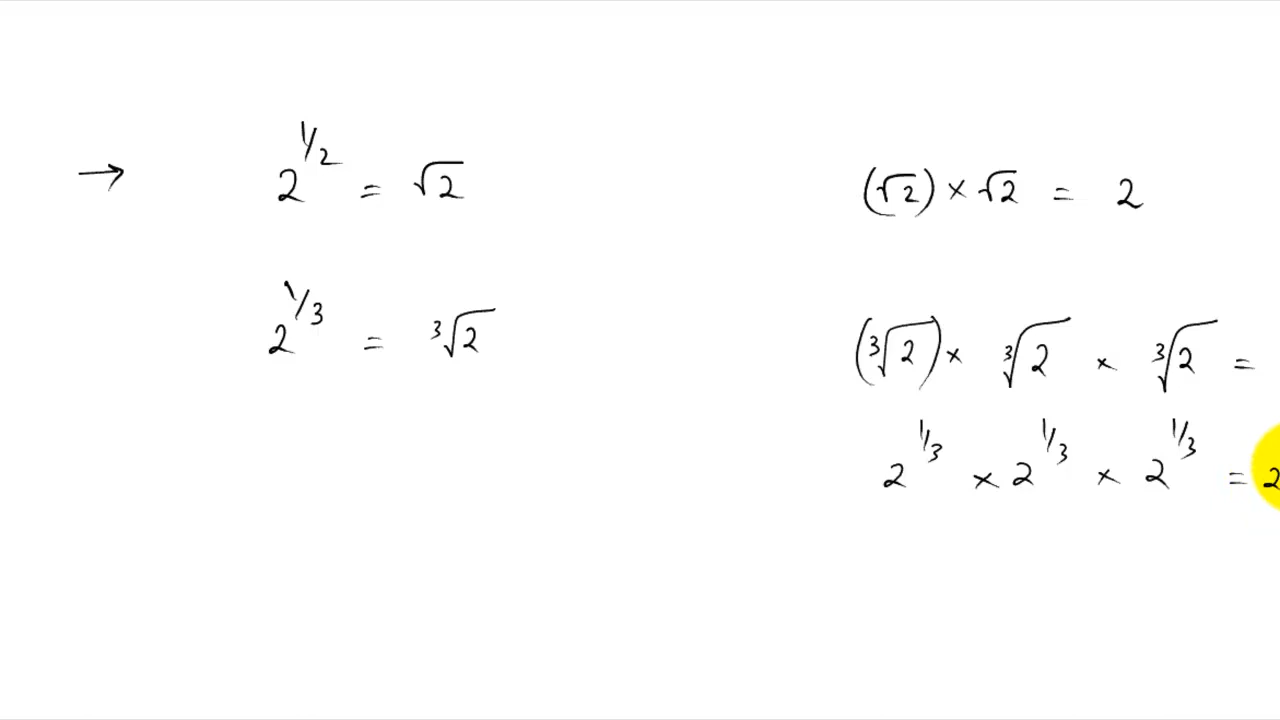 → 2^{1/2} = √2
(√2) × √2 = 2
2^{1/3} = ∛2
(∛2) × ∛2 × ∛2 =
2^{1/3} × 2^{1/3} × 2^{1/3} = 2